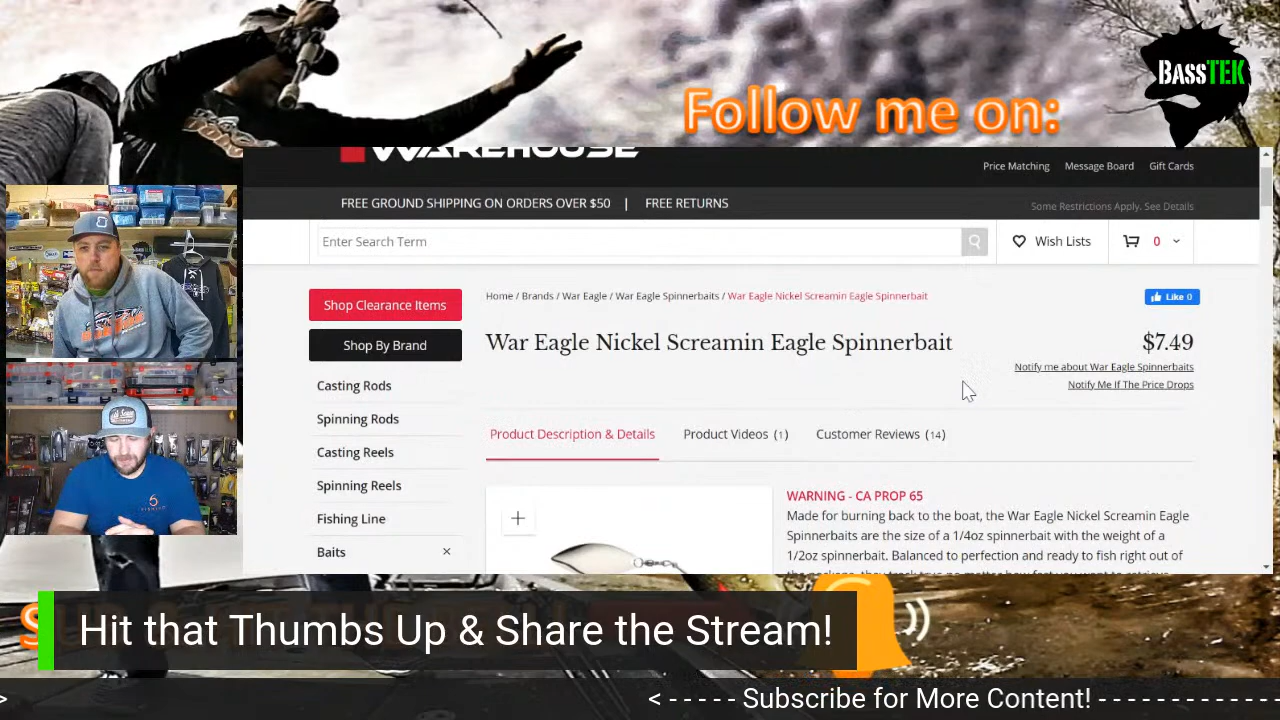 BASSTEK
Follow me on:
WAREHOUSE
Price Matching Message Board Gift Cards
FREE GROUND SHIPPING ON ORDERS OVER $50 | FREE RETURNS
Some Restrictions Apply. See Details
Enter Search Term
Wish Lists
0
Shop Clearance Items
Home / Brands / War Eagle / War Eagle Spinnerbaits / War Eagle Nickel Screamin Eagle Spinnerbait
Like 0
Shop By Brand
War Eagle Nickel Screamin Eagle Spinnerbait
$7.49
Notify me about War Eagle Spinnerbaits
Notify Me If The Price Drops
Casting Rods
Spinning Rods
Casting Reels
Spinning Reels
Fishing Line
Baits ×
Product Description & Details Product Videos (1) Customer Reviews (14)
WARNING - CA PROP 65
Made for burning back to the boat, the War Eagle Nickel Screamin Eagle
Spinnerbaits are the size of a 1/4oz spinnerbait with the weight of a
1/2oz spinnerbait. Balanced to perfection and ready to fish right out of
Hit that Thumbs Up & Share the Stream!
> < - - - - - Subscribe for More Content! - - - - - - - - - - - -